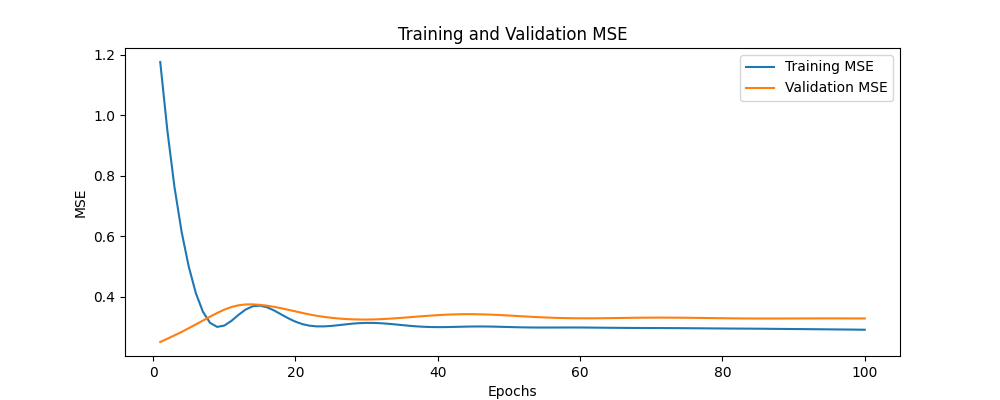 Training and Validation MSE
Training MSE
Validation MSE
1.2
1.0
0.8
0.6
0.4
MSE
0
20
40
60
80
100
Epochs